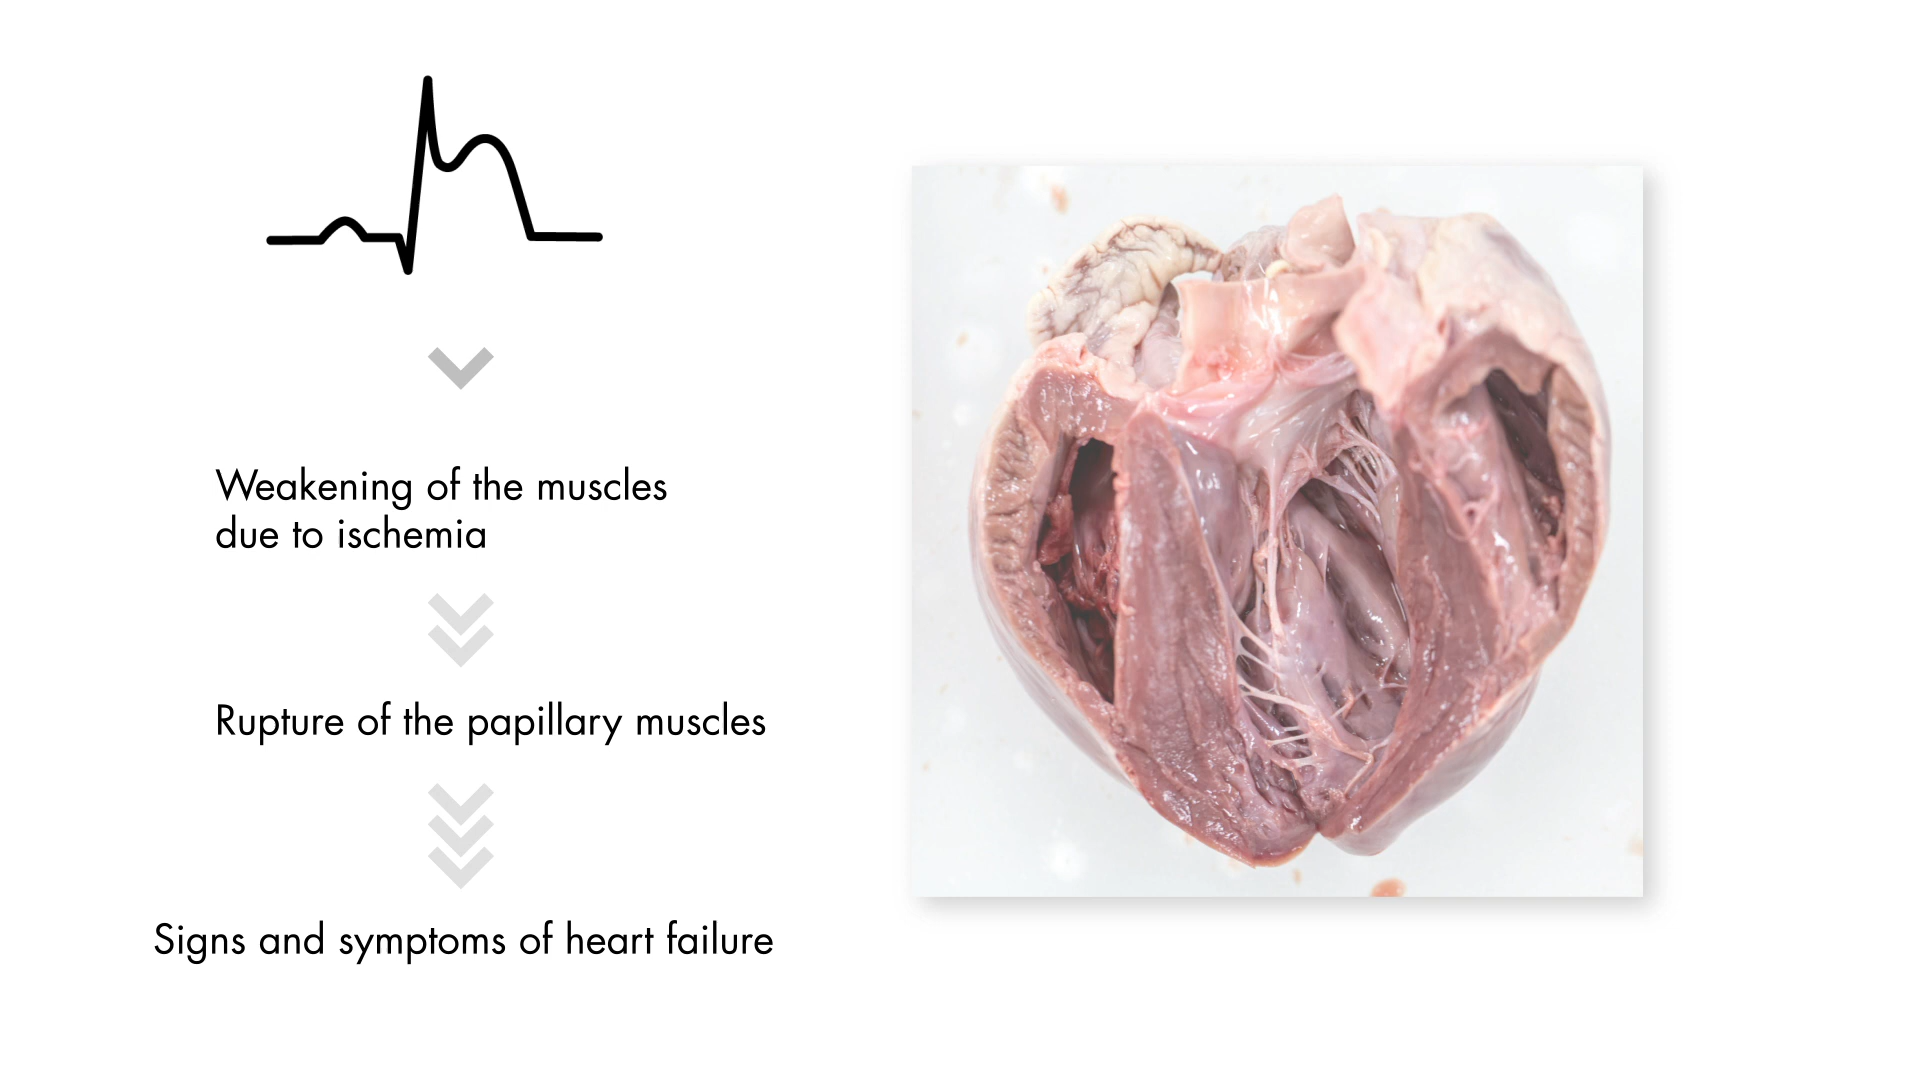 Weakening of the muscles
due to ischemia
Rupture of the papillary muscles
Signs and symptoms of heart failure